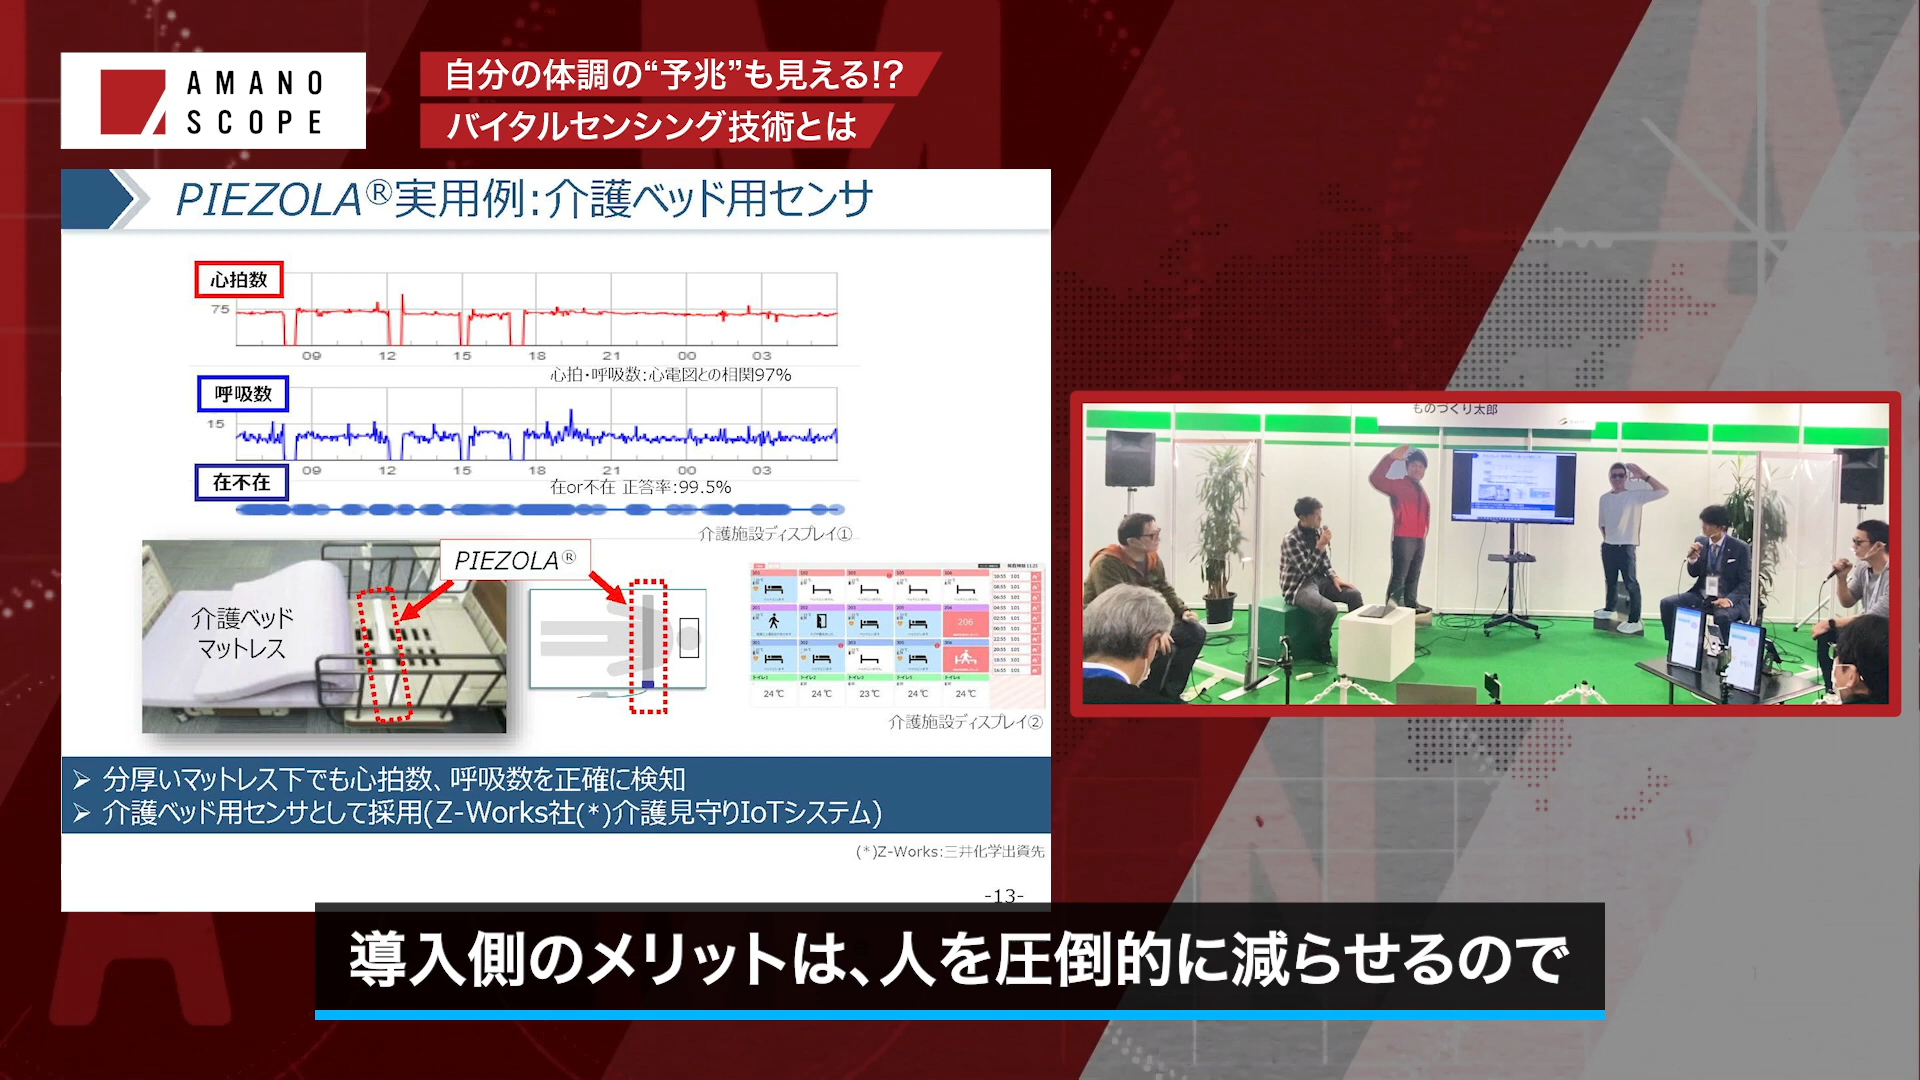 AMANO
SCOPE
自分の体調の“予兆”も見える!?
バイタルセンシング技術とは
PIEZOLA®実用例:介護ベッド用センサ
心拍数
75
09 12 15 18 21 00 03
心拍・呼吸数:心電図との相関97%
呼吸数
15
09 12 15 18 21 00 03
在or不在 正答率:99.5%
在不在
介護施設ディスプレイ①
PIEZOLA®
介護ベッド
マットレス
206
24℃ 24℃ 23℃ 24℃ 24℃
介護施設ディスプレイ②
➢ 分厚いマットレス下でも心拍数、呼吸数を正確に検知
➢ 介護ベッド用センサとして採用(Z-Works社(*)介護見守りIoTシステム)
(*)Z-Works:三井化学出資先
-13-
ものづくり太郎
導入側のメリットは、人を圧倒的に減らせるので